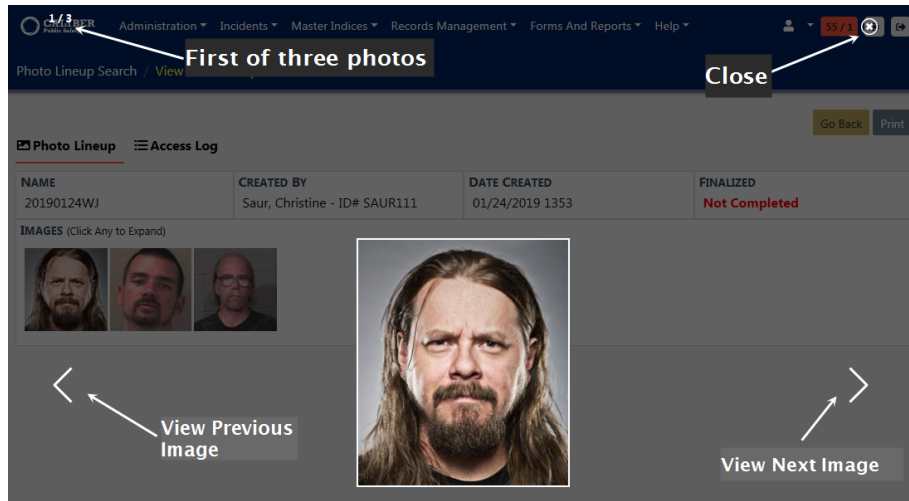 1 / 3
CALIBER
Public Safety
Administration Incidents Master Indices Records Management Forms And Reports Help
55 / 1
First of three photos
Close
Photo Lineup Search / View
Go Back Print
Photo Lineup Access Log
NAME CREATED BY DATE CREATED FINALIZED
20190124WJ Saur, Christine - ID# SAUR111 01/24/2019 1353 Not Completed
IMAGES (Click Any to Expand)
View Previous
Image
View Next Image